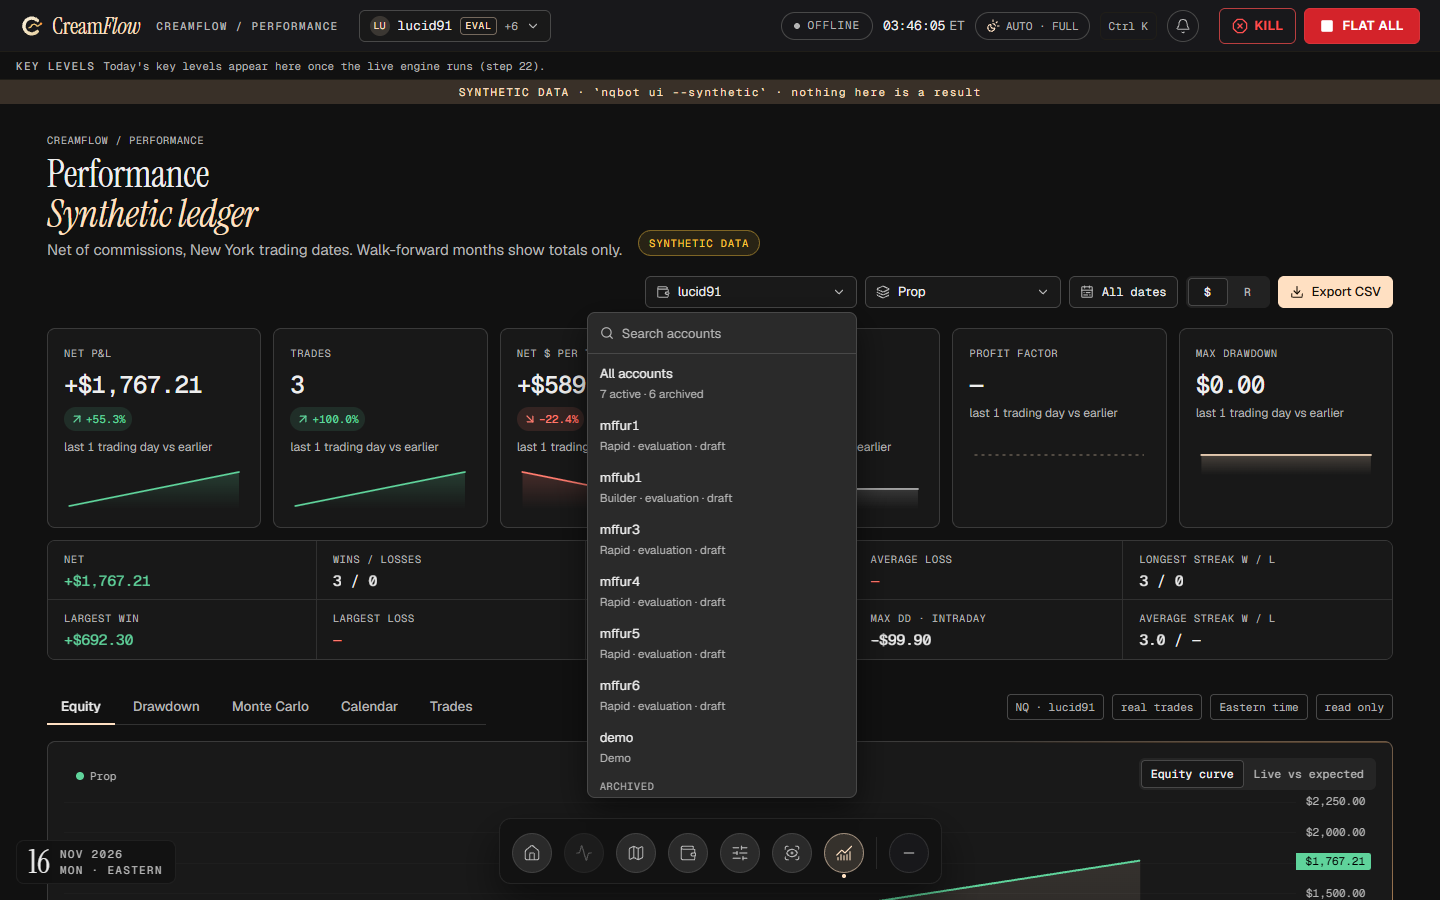 CreamFlow
CREAMFLOW / PERFORMANCE
LU lucid91 EVAL +6
OFFLINE
03:46:05 ET
AUTO · FULL
Ctrl K
KILL
FLAT ALL
KEY LEVELS Today's key levels appear here once the live engine runs (step 22).
SYNTHETIC DATA · `nqbot ui --synthetic` · nothing here is a result
CREAMFLOW / PERFORMANCE
Performance
Synthetic ledger
Net of commissions, New York trading dates. Walk-forward months show totals only.
SYNTHETIC DATA
lucid91
Prop
All dates
$ R
Export CSV
NET P&L
+$1,767.21
+55.3%
last 1 trading day vs earlier
TRADES
3
+100.0%
last 1 trading day vs earlier
NET $ PER
+$589
-22.4%
last 1 trading
earlier
PROFIT FACTOR
—
last 1 trading day vs earlier
MAX DRAWDOWN
$0.00
last 1 trading day vs earlier
Search accounts
All accounts
7 active · 6 archived
mffur1
Rapid · evaluation · draft
mffub1
Builder · evaluation · draft
mffur3
Rapid · evaluation · draft
mffur4
Rapid · evaluation · draft
mffur5
Rapid · evaluation · draft
mffur6
Rapid · evaluation · draft
demo
Demo
ARCHIVED
NET
+$1,767.21
WINS / LOSSES
3 / 0
AVERAGE LOSS
—
LONGEST STREAK W / L
3 / 0
LARGEST WIN
+$692.30
LARGEST LOSS
—
MAX DD · INTRADAY
-$99.90
AVERAGE STREAK W / L
3.0 / —
Equity
Drawdown
Monte Carlo
Calendar
Trades
NQ · lucid91
real trades
Eastern time
read only
Prop
Equity curve
Live vs expected
$2,250.00
$2,000.00
$1,767.21
$1,500.00
16 NOV 2026
MON · EASTERN